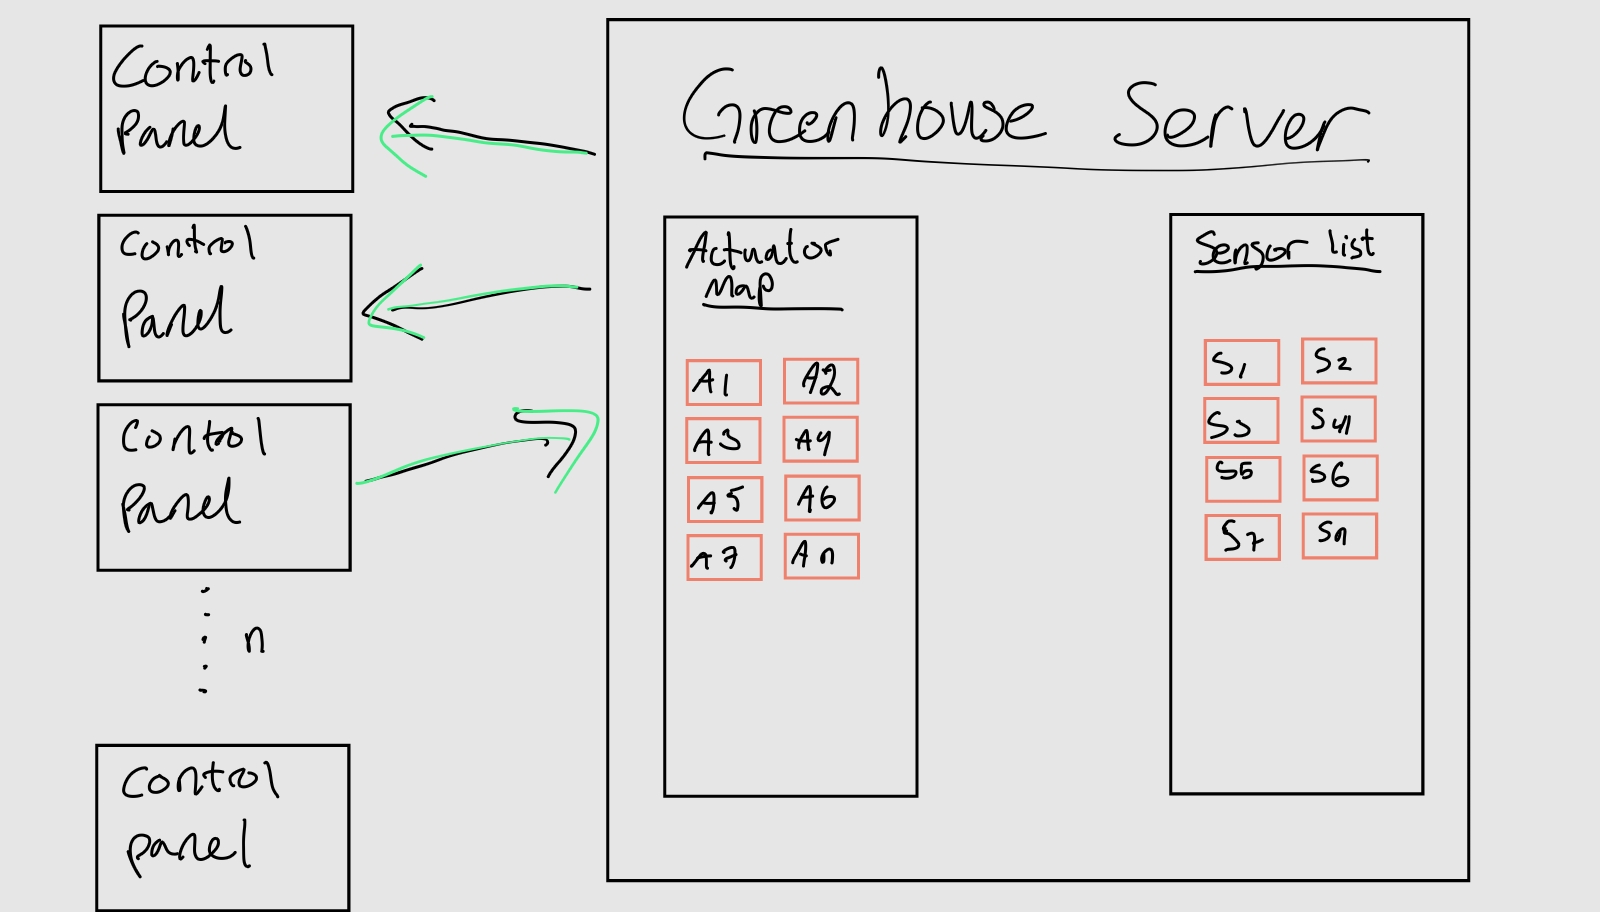 Control
Panel
Control
Panel
Control
Panel
n
Control
panel
Greenhouse Server
Actuator
Map
A1 A2
A3 A4
A5 A6
A7 An
Sensor list
S1 S2
S3 S4
S5 S6
S7 Sn